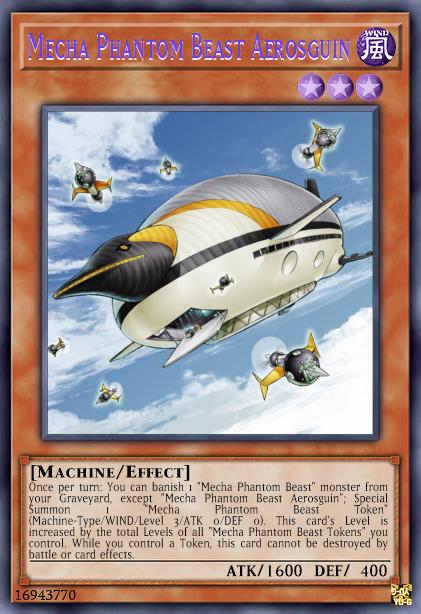 MECHA PHANTOM BEAST AEROSGUIN
WIND
風
[MACHINE/EFFECT]
Once per turn: You can banish 1 "Mecha Phantom Beast" monster from
your Graveyard, except "Mecha Phantom Beast Aerosguin"; Special
Summon 1 "Mecha Phantom Beast Token"
(Machine-Type/WIND/Level 3/ATK 0/DEF 0). This card's Level is
increased by the total Levels of all "Mecha Phantom Beast Tokens" you
control. While you control a Token, this card cannot be destroyed by
battle or card effects.
ATK/1600 DEF/ 400
16943770